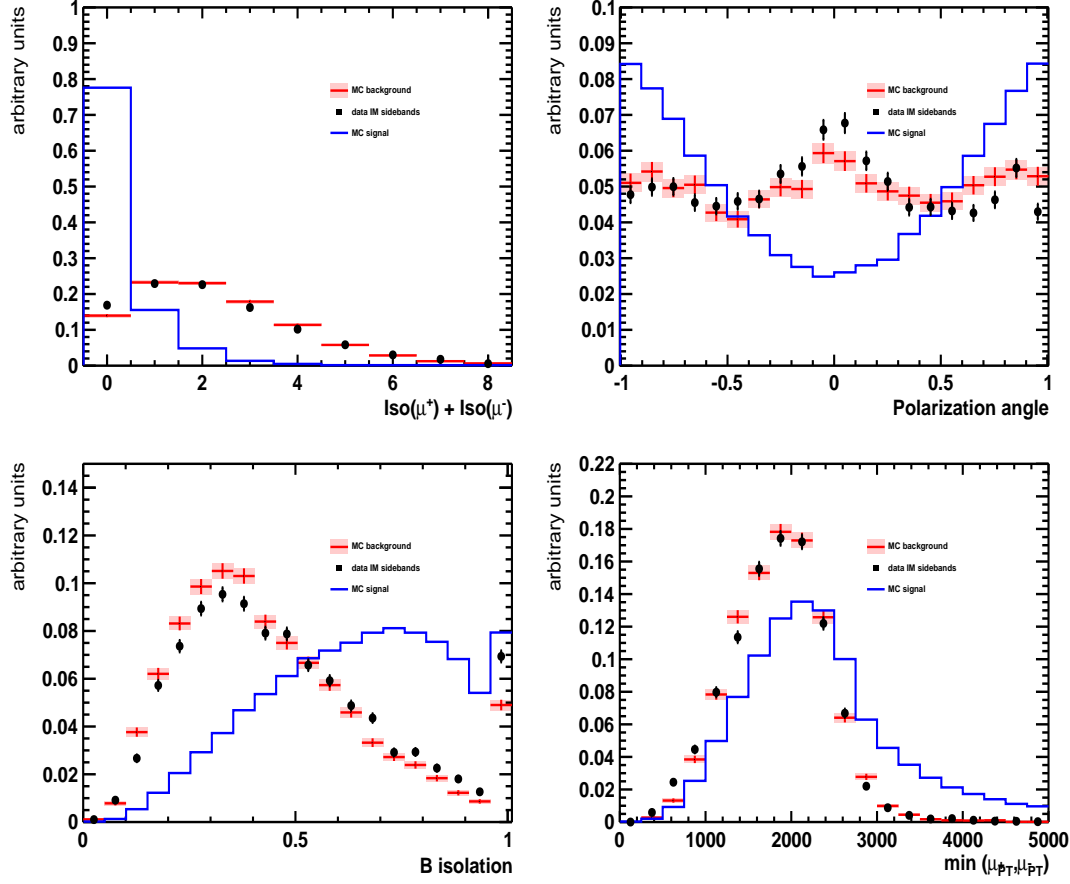 arbitrary units
1
0.9
0.8
0.7
0.6
0.5
0.4
0.3
0.2
0.1
0
MC background
data IM sidebands
MC signal
0 2 4 6 8
Iso(μ⁺) + Iso(μ⁻)
arbitrary units
0.1
0.09
0.08
0.07
0.06
0.05
0.04
0.03
0.02
0.01
0
MC background
data IM sidebands
MC signal
-1 -0.5 0 0.5 1
Polarization angle
arbitrary units
0.14
0.12
0.1
0.08
0.06
0.04
0.02
0
MC background
data IM sidebands
MC signal
0 0.5 1
B isolation
arbitrary units
0.22
0.2
0.18
0.16
0.14
0.12
0.1
0.08
0.06
0.04
0.02
0
MC background
data IM sidebands
MC signal
0 1000 2000 3000 4000 5000
min (μ⁺PT,μ⁻PT)